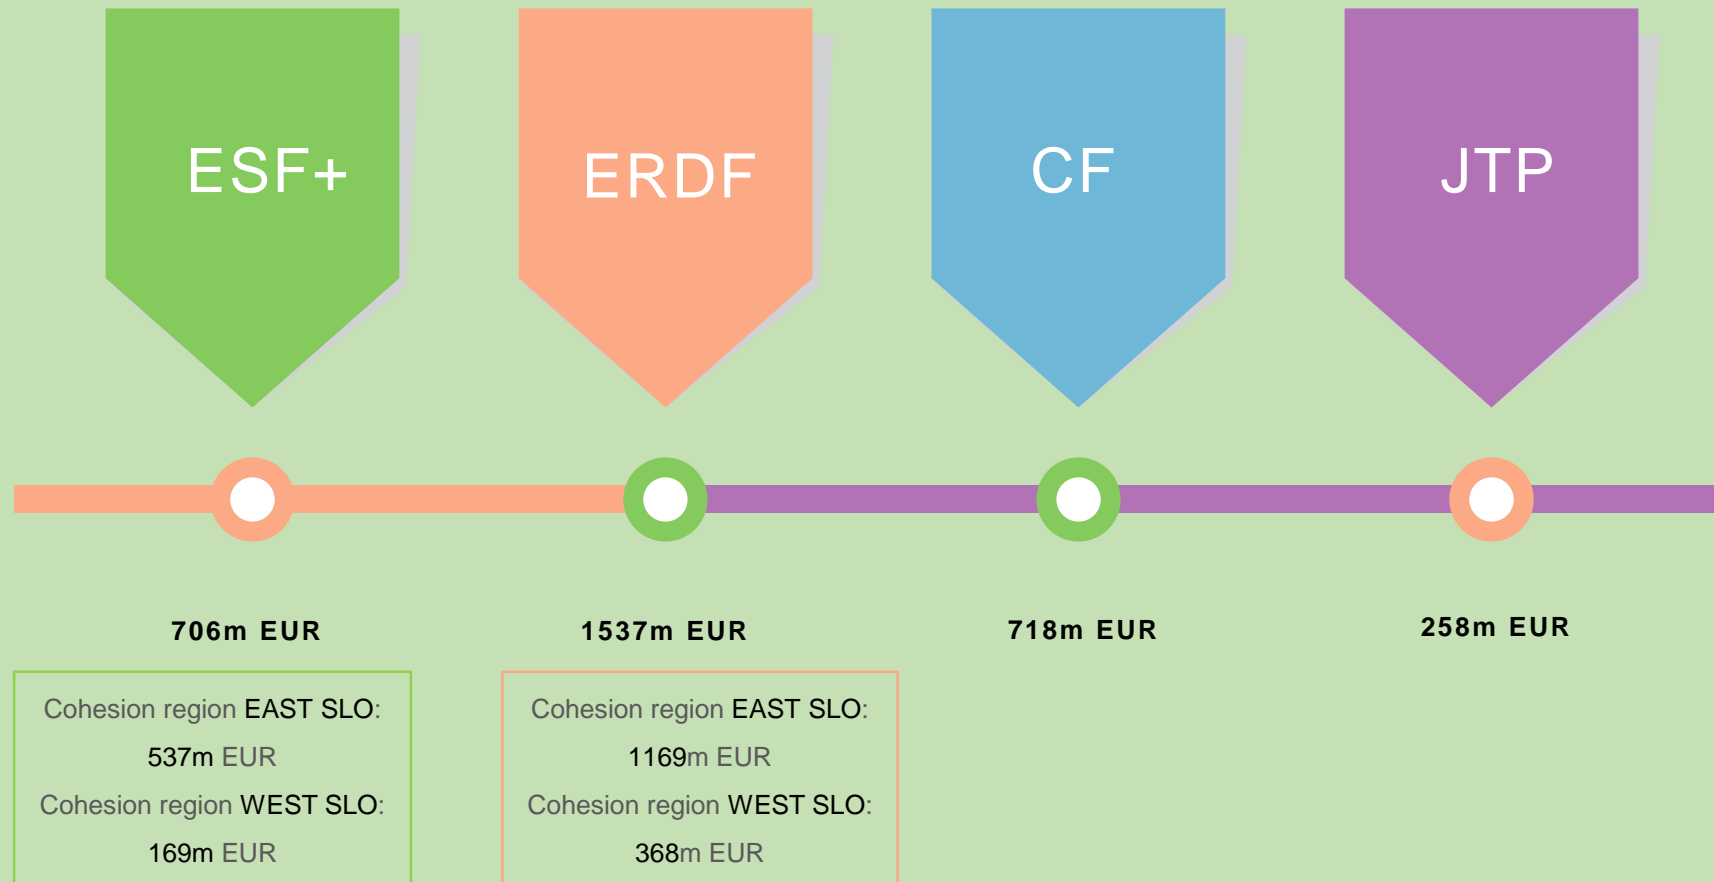 ESF+
ERDF
CF
JTP
706m EUR
1537m EUR
718m EUR
258m EUR
Cohesion region EAST SLO:
537m EUR
Cohesion region WEST SLO:
169m EUR
Cohesion region EAST SLO:
1169m EUR
Cohesion region WEST SLO:
368m EUR